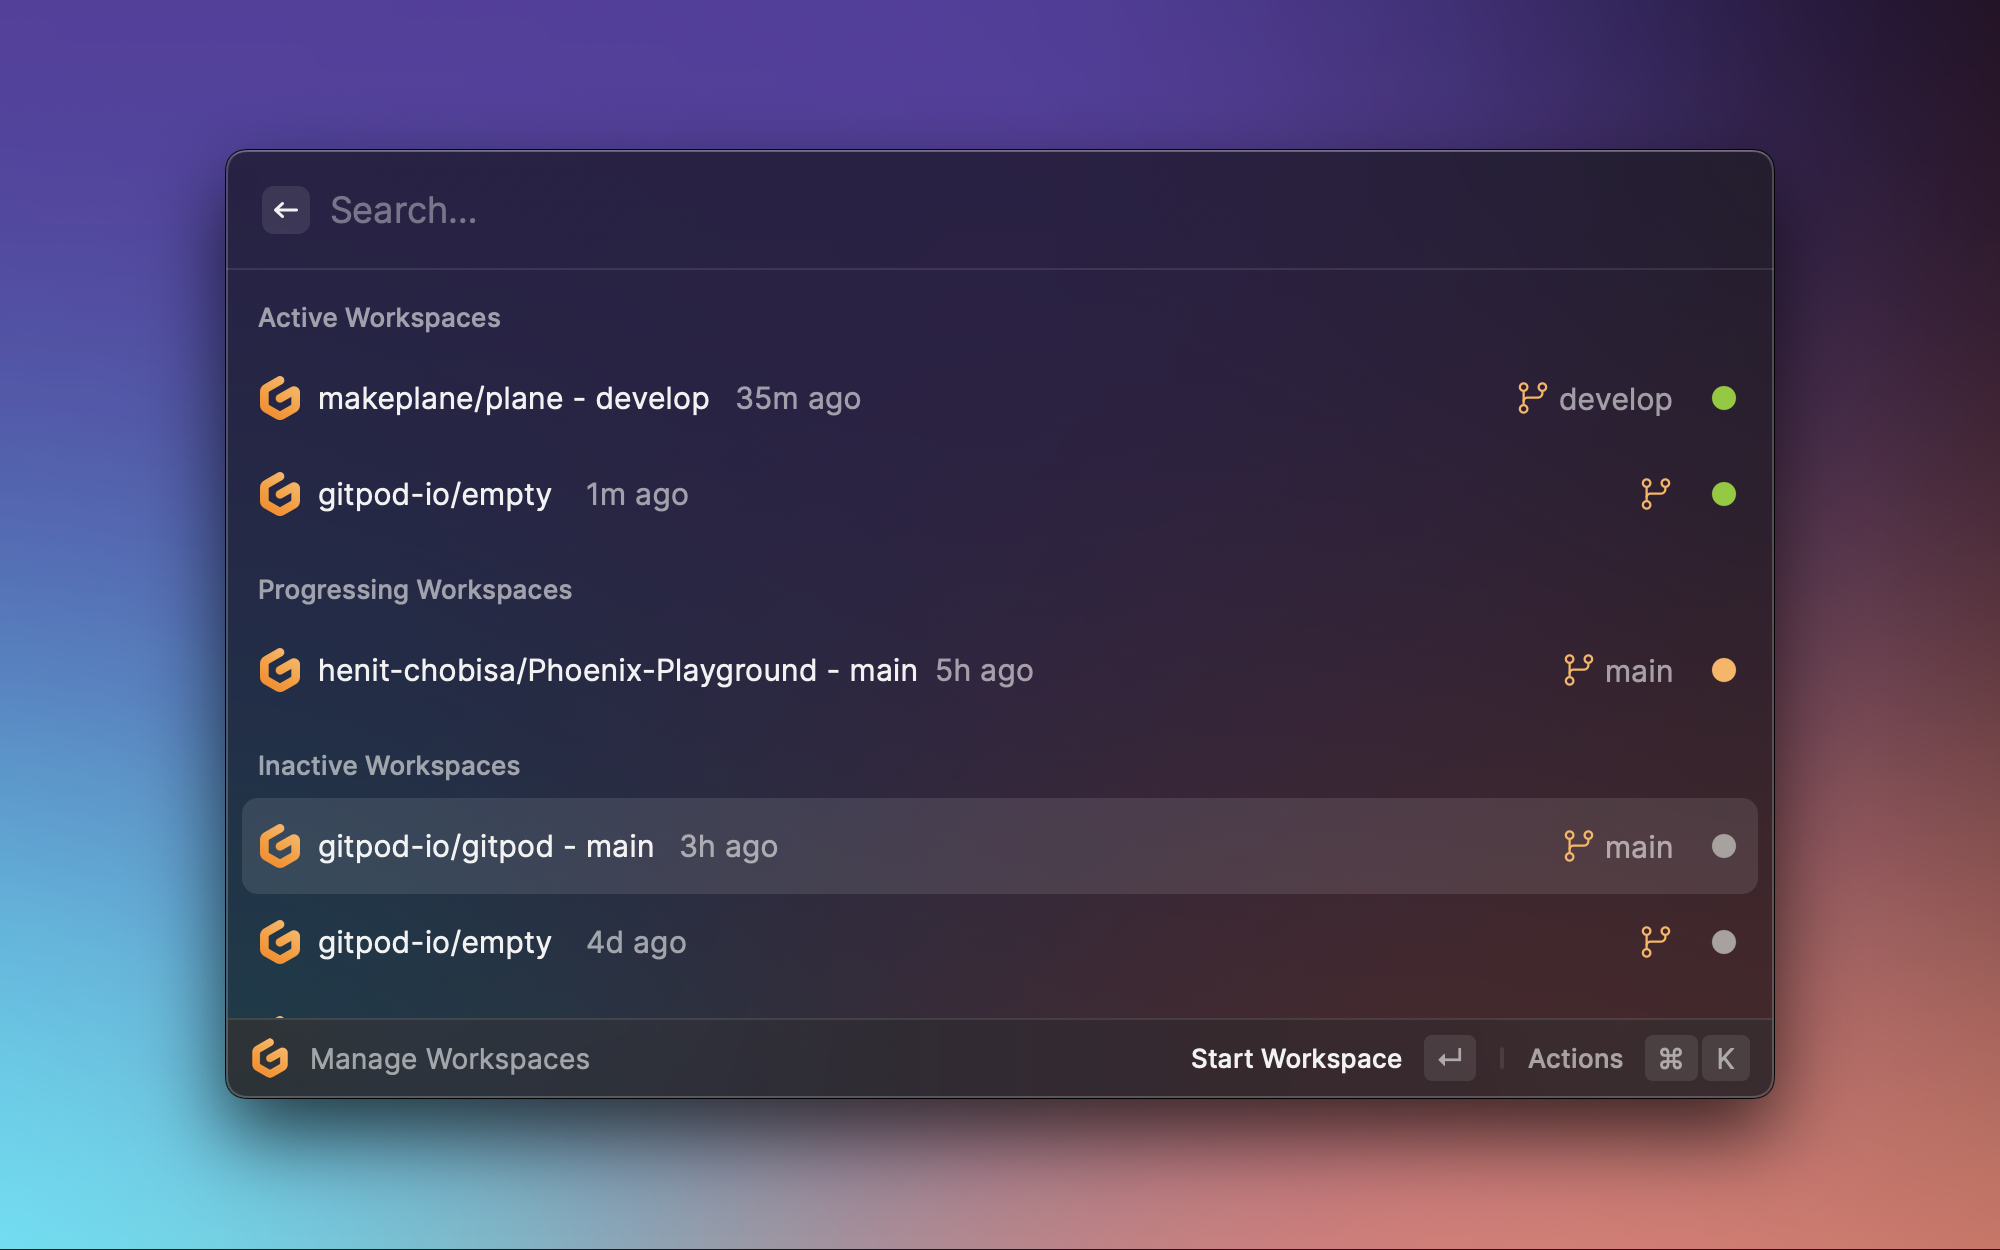 Search...
Active Workspaces
makeplane/plane - develop 35m ago develop
gitpod-io/empty 1m ago
Progressing Workspaces
henit-chobisa/Phoenix-Playground - main 5h ago main
Inactive Workspaces
gitpod-io/gitpod - main 3h ago main
gitpod-io/empty 4d ago
Manage Workspaces Start Workspace ↵ Actions ⌘ K